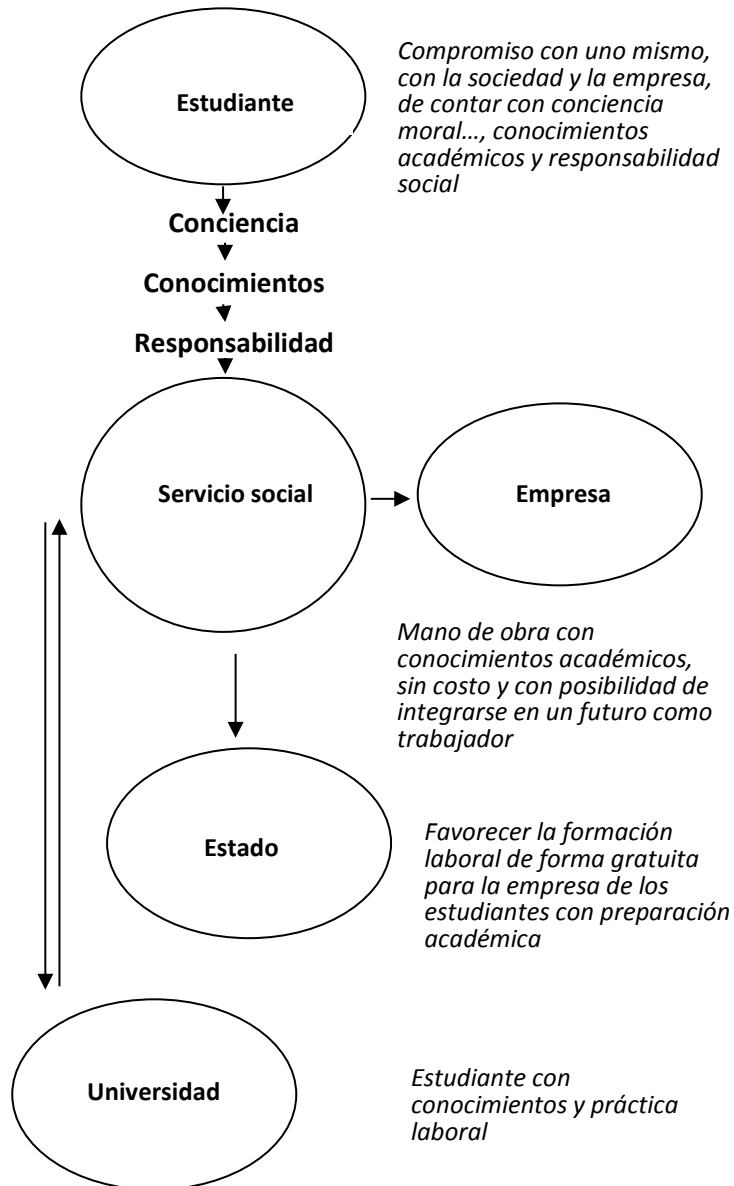 Estudiante
Compromiso con uno mismo,
con la sociedad y la empresa,
de contar con conciencia
moral..., conocimientos
académicos y responsabilidad
social
Conciencia
Conocimientos
Responsabilidad
Servicio social
Empresa
Mano de obra con
conocimientos académicos,
sin costo y con posibilidad de
integrarse en un futuro como
trabajador
Estado
Favorecer la formación
laboral de forma gratuita
para la empresa de los
estudiantes con preparación
académica
Universidad
Estudiante con
conocimientos y práctica
laboral